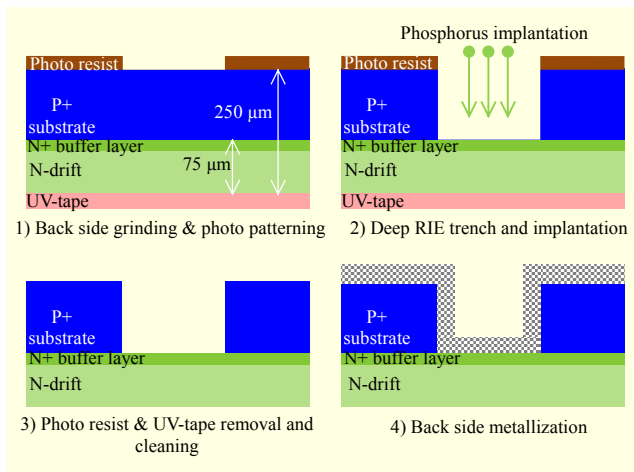 Photo resist
P+
substrate
250 µm
N+ buffer layer
75 µm
N-drift
UV-tape
1) Back side grinding & photo patterning
Phosphorus implantation
Photo resist
P+
substrate
N+ buffer layer
N-drift
UV-tape
2) Deep RIE trench and implantation
P+
substrate
N+ buffer layer
N-drift
3) Photo resist & UV-tape removal and
cleaning
P+
substrate
N+ buffer layer
N-drift
4) Back side metallization